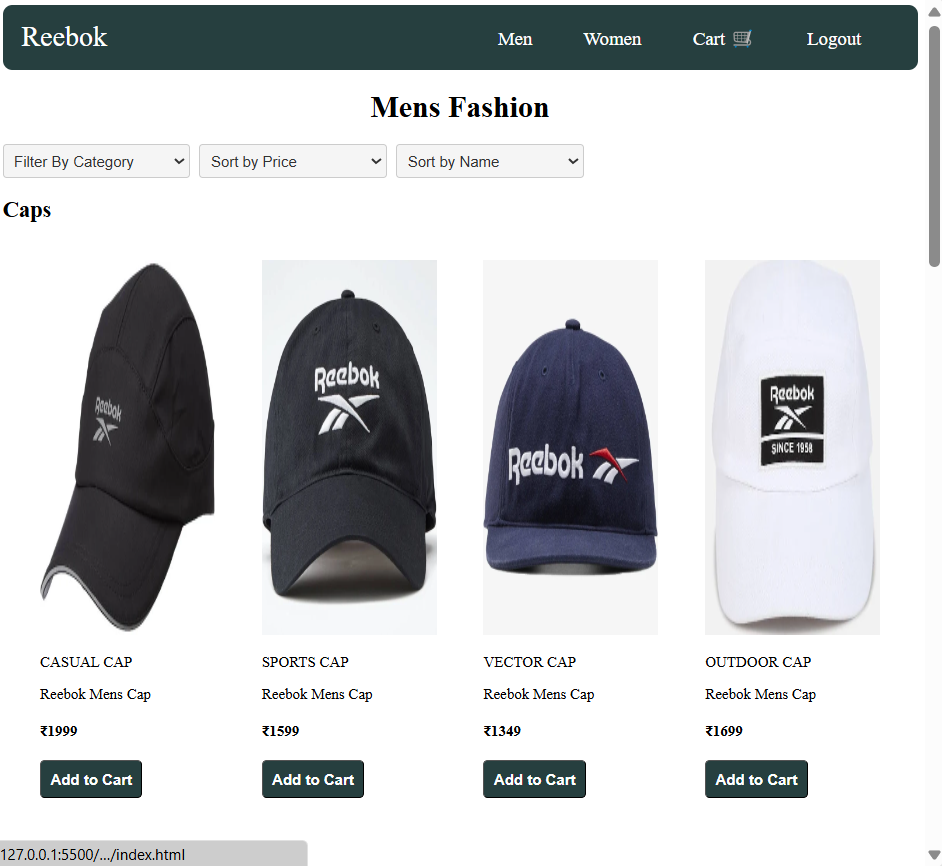 Reebok
Men Women Cart 🛒 Logout
Mens Fashion
Filter By Category Sort by Price Sort by Name
Caps
Reebok
Reebok
Reebok
Reebok
SINCE 1958
CASUAL CAP
Reebok Mens Cap
₹1999
Add to Cart
SPORTS CAP
Reebok Mens Cap
₹1599
Add to Cart
VECTOR CAP
Reebok Mens Cap
₹1349
Add to Cart
OUTDOOR CAP
Reebok Mens Cap
₹1699
Add to Cart
127.0.0.1:5500/.../index.html